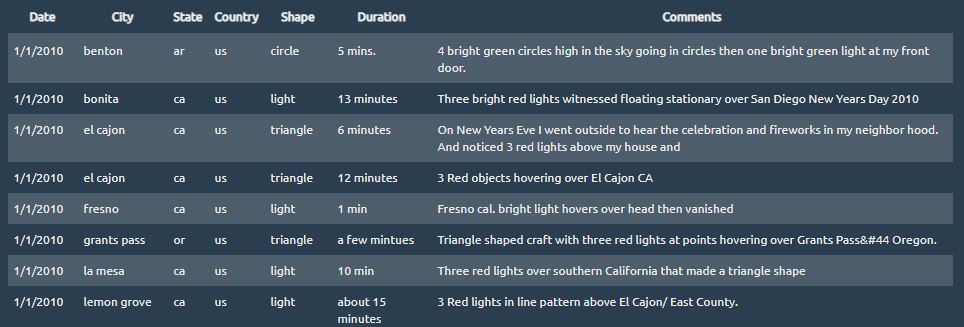 Date City State Country Shape Duration Comments
1/1/2010 benton ar us circle 5 mins. 4 bright green circles high in the sky going in circles then one bright green light at my front
door.
1/1/2010 bonita ca us light 13 minutes Three bright red lights witnessed floating stationary over San Diego New Years Day 2010
1/1/2010 el cajon ca us triangle 6 minutes On New Years Eve I went outside to hear the celebration and fireworks in my neighbor hood.
And noticed 3 red lights above my house and
1/1/2010 el cajon ca us triangle 12 minutes 3 Red objects hovering over El Cajon CA
1/1/2010 fresno ca us light 1 min Fresno cal. bright light hovers over head then vanished
1/1/2010 grants pass or us triangle a few mintues Triangle shaped craft with three red lights at points hovering over Grants Pass&#44 Oregon.
1/1/2010 la mesa ca us light 10 min Three red lights over southern California that made a triangle shape
1/1/2010 lemon grove ca us light about 15 3 Red lights in line pattern above El Cajon/ East County.
minutes